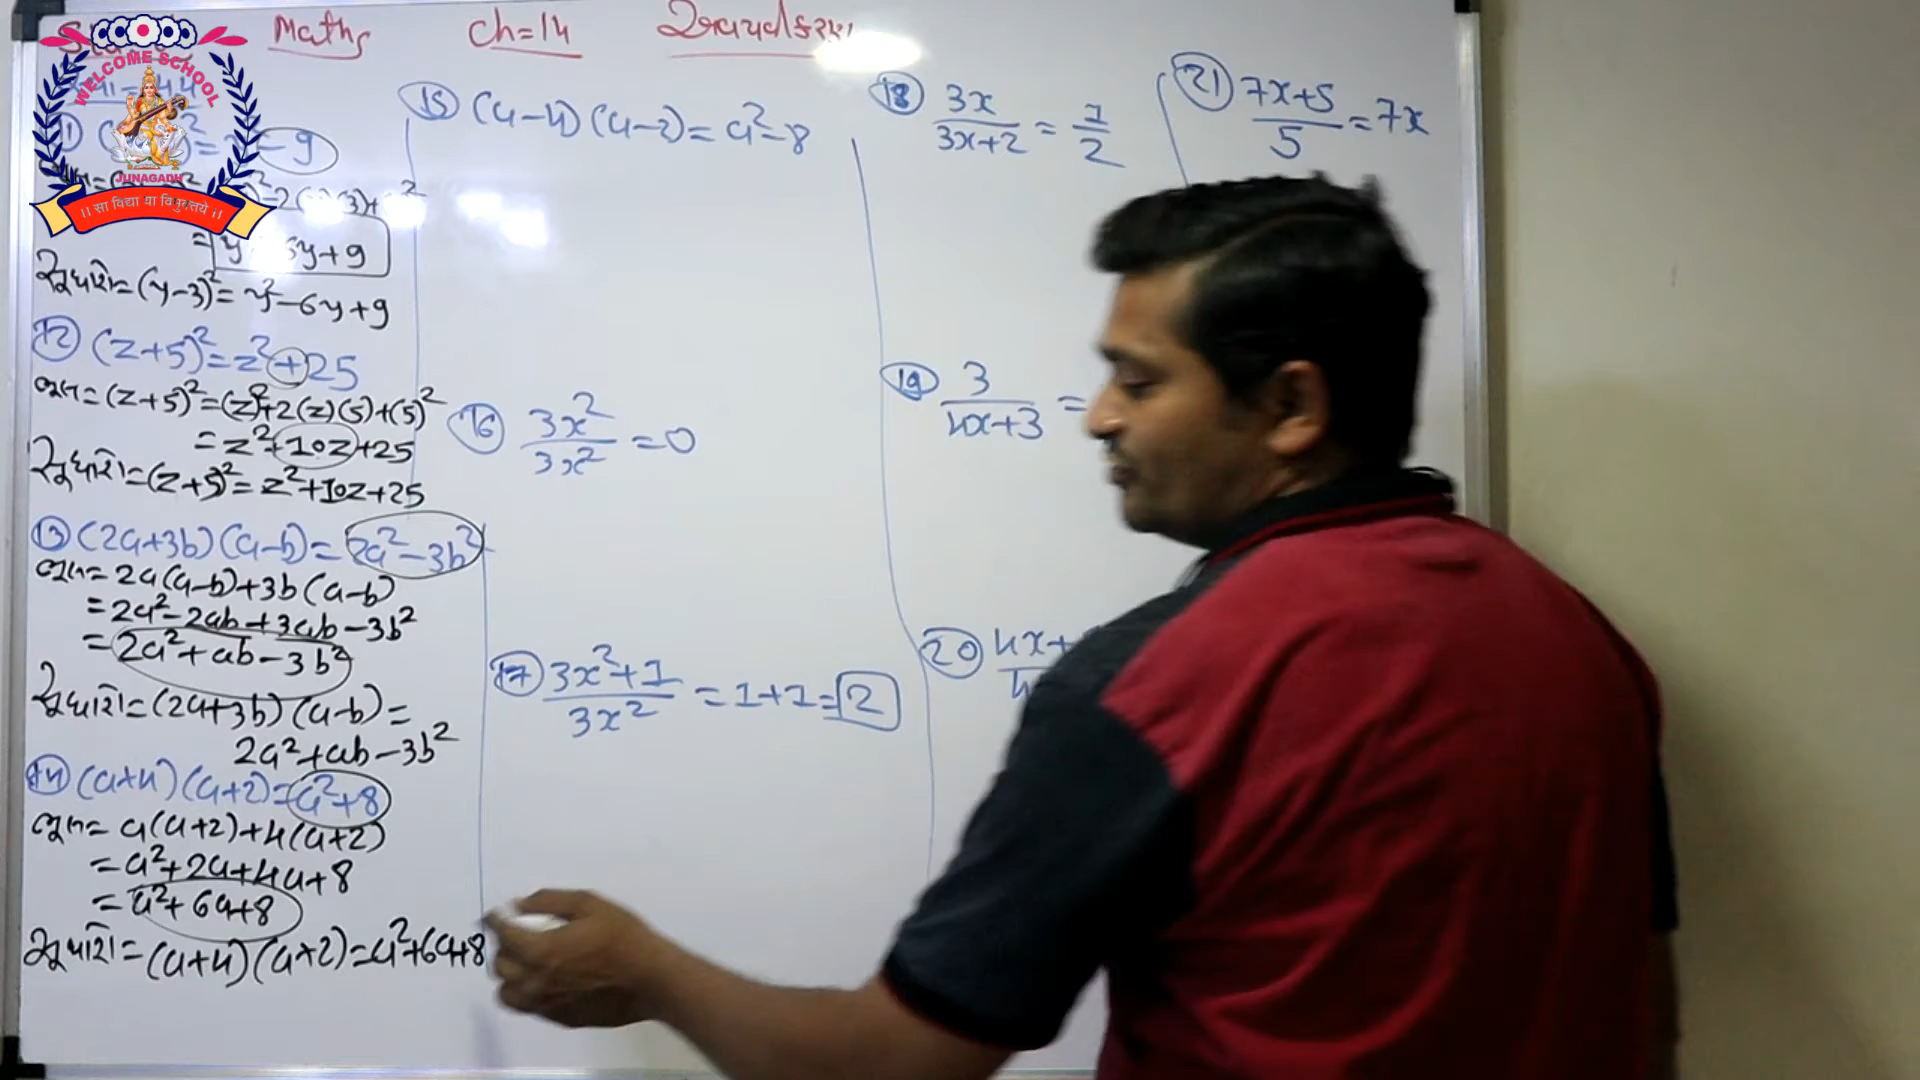 Maths
Ch=14
અવયવીકરણ
WELCOME SCHOOL
JUNAGADH
।। सा विद्या या विमुक्तये ।।
= y² - 6y+9
સુધારો=(y-3)²=y²-6y+9
12 (z+5)²=z²+25
ભૂલ=(z+5)²=(z)²+2(z)(5)+(5)²
=z²+10z+25
સુધારો=(z+5)²=z²+10z+25
13 (2a+3b)(a-b)=2a²-3b²
ભૂલ=2a(a-b)+3b(a-b)
=2a²-2ab+3ab-3b²
=2a²+ab-3b²
સુધારો=(2a+3b)(a-b)=
2a²+ab-3b²
14 (a+4)(a+2)=a²+8
ભૂલ=a(a+2)+4(a+2)
=a²+2a+4a+8
=a²+6a+8
સુધારો=(a+4)(a+2)=a²+6a+8
15 (a-4)(a-2)=a²-8
16 3x²/3x²=0
17 3x²+1/3x²=1+1=2
18 3x/3x+2=1/2
19 3/4x+3=
20 4x+
21 7x+5/5=7x